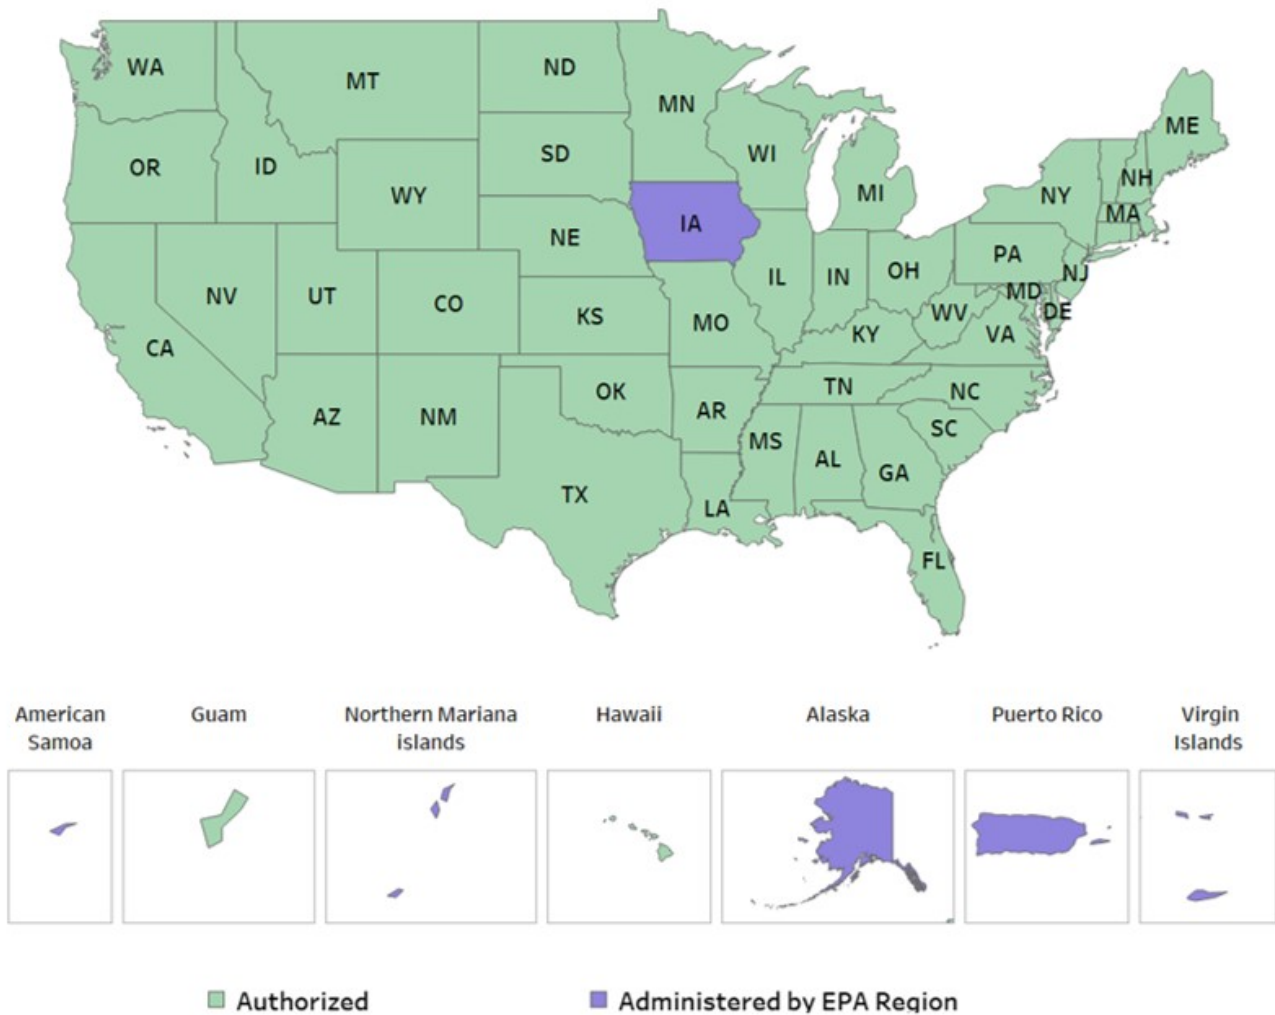 WA
MT
ND
MN
ME
OR
ID
SD
WI
WY
MI
NY
NH
MA
IA
NE
PA
NV
UT
CO
IL
IN
OH
NJ
MD
DE
WV
KS
MO
KY
VA
CA
OK
TN
NC
AZ
NM
AR
MS
SC
AL
GA
TX
LA
FL
American
Samoa
Guam
Northern Mariana
islands
Hawaii
Alaska
Puerto Rico
Virgin
Islands
Authorized
Administered by EPA Region